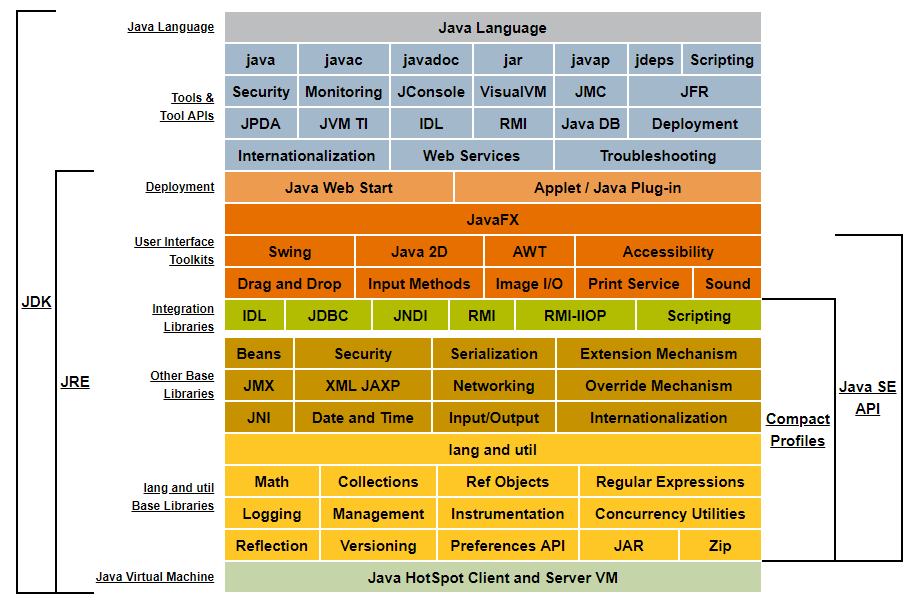 Java Language
Java Language
java javac javadoc jar javap jdeps Scripting
Tools &
Tool APIs
Security Monitoring JConsole VisualVM JMC JFR
JPDA JVM TI IDL RMI Java DB Deployment
Internationalization Web Services Troubleshooting
Deployment
Java Web Start Applet / Java Plug-in
JavaFX
User Interface
Toolkits
Swing Java 2D AWT Accessibility
Drag and Drop Input Methods Image I/O Print Service Sound
Integration
Libraries
IDL JDBC JNDI RMI RMI-IIOP Scripting
JDK
JRE
Other Base
Libraries
Beans Security Serialization Extension Mechanism
JMX XML JAXP Networking Override Mechanism
JNI Date and Time Input/Output Internationalization
Java SE
API
Compact
Profiles
lang and util
lang and util
Base Libraries
Math Collections Ref Objects Regular Expressions
Logging Management Instrumentation Concurrency Utilities
Reflection Versioning Preferences API JAR Zip
Java Virtual Machine
Java HotSpot Client and Server VM